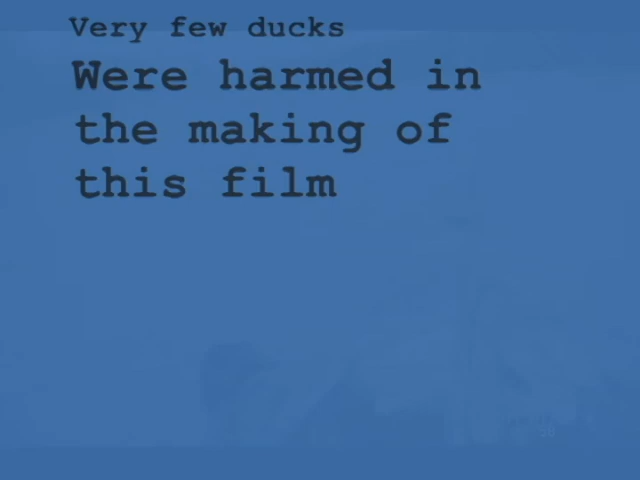 Very few ducks
Were harmed in
the making of
this film